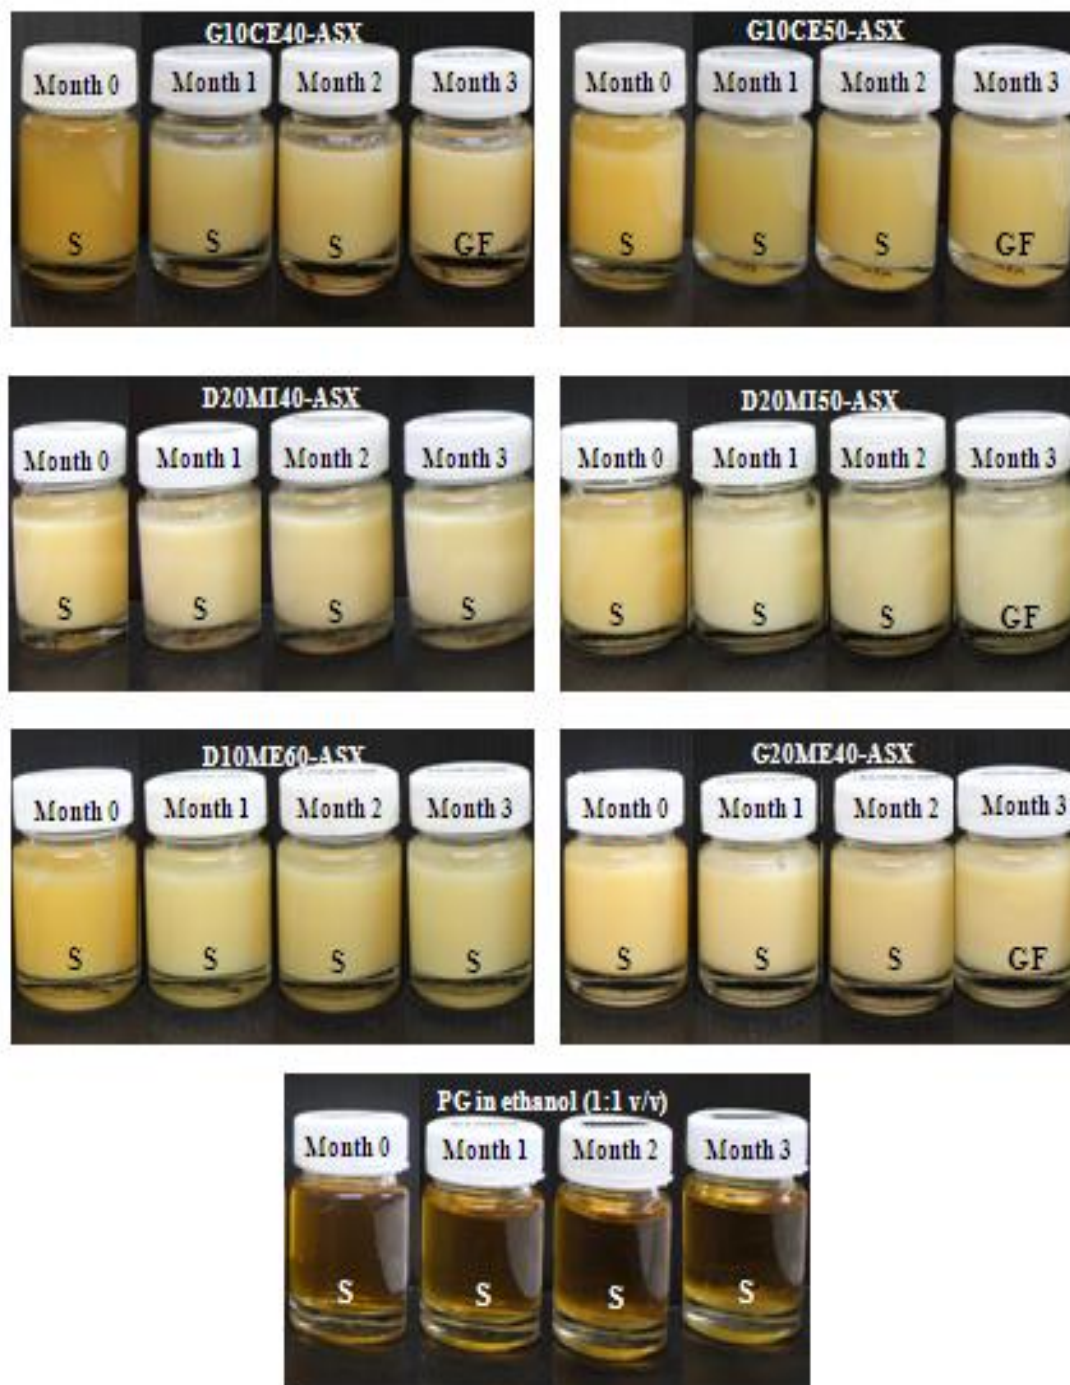 G10CE40-ASX
Month 0 Month 1 Month 2 Month 3
S S S GF
G10CE50-ASX
Month 0 Month 1 Month 2 Month 3
S S S GF
D20MI40-ASX
Month 0 Month 1 Month 2 Month 3
S S S S
D20MI50-ASX
Month 0 Month 1 Month 2 Month 3
S S S GF
D10ME60-ASX
Month 0 Month 1 Month 2 Month 3
S S S S
G20ME40-ASX
Month 0 Month 1 Month 2 Month 3
S S S GF
PG in ethanol (1:1 v/v)
Month 0 Month 1 Month 2 Month 3
S S S S